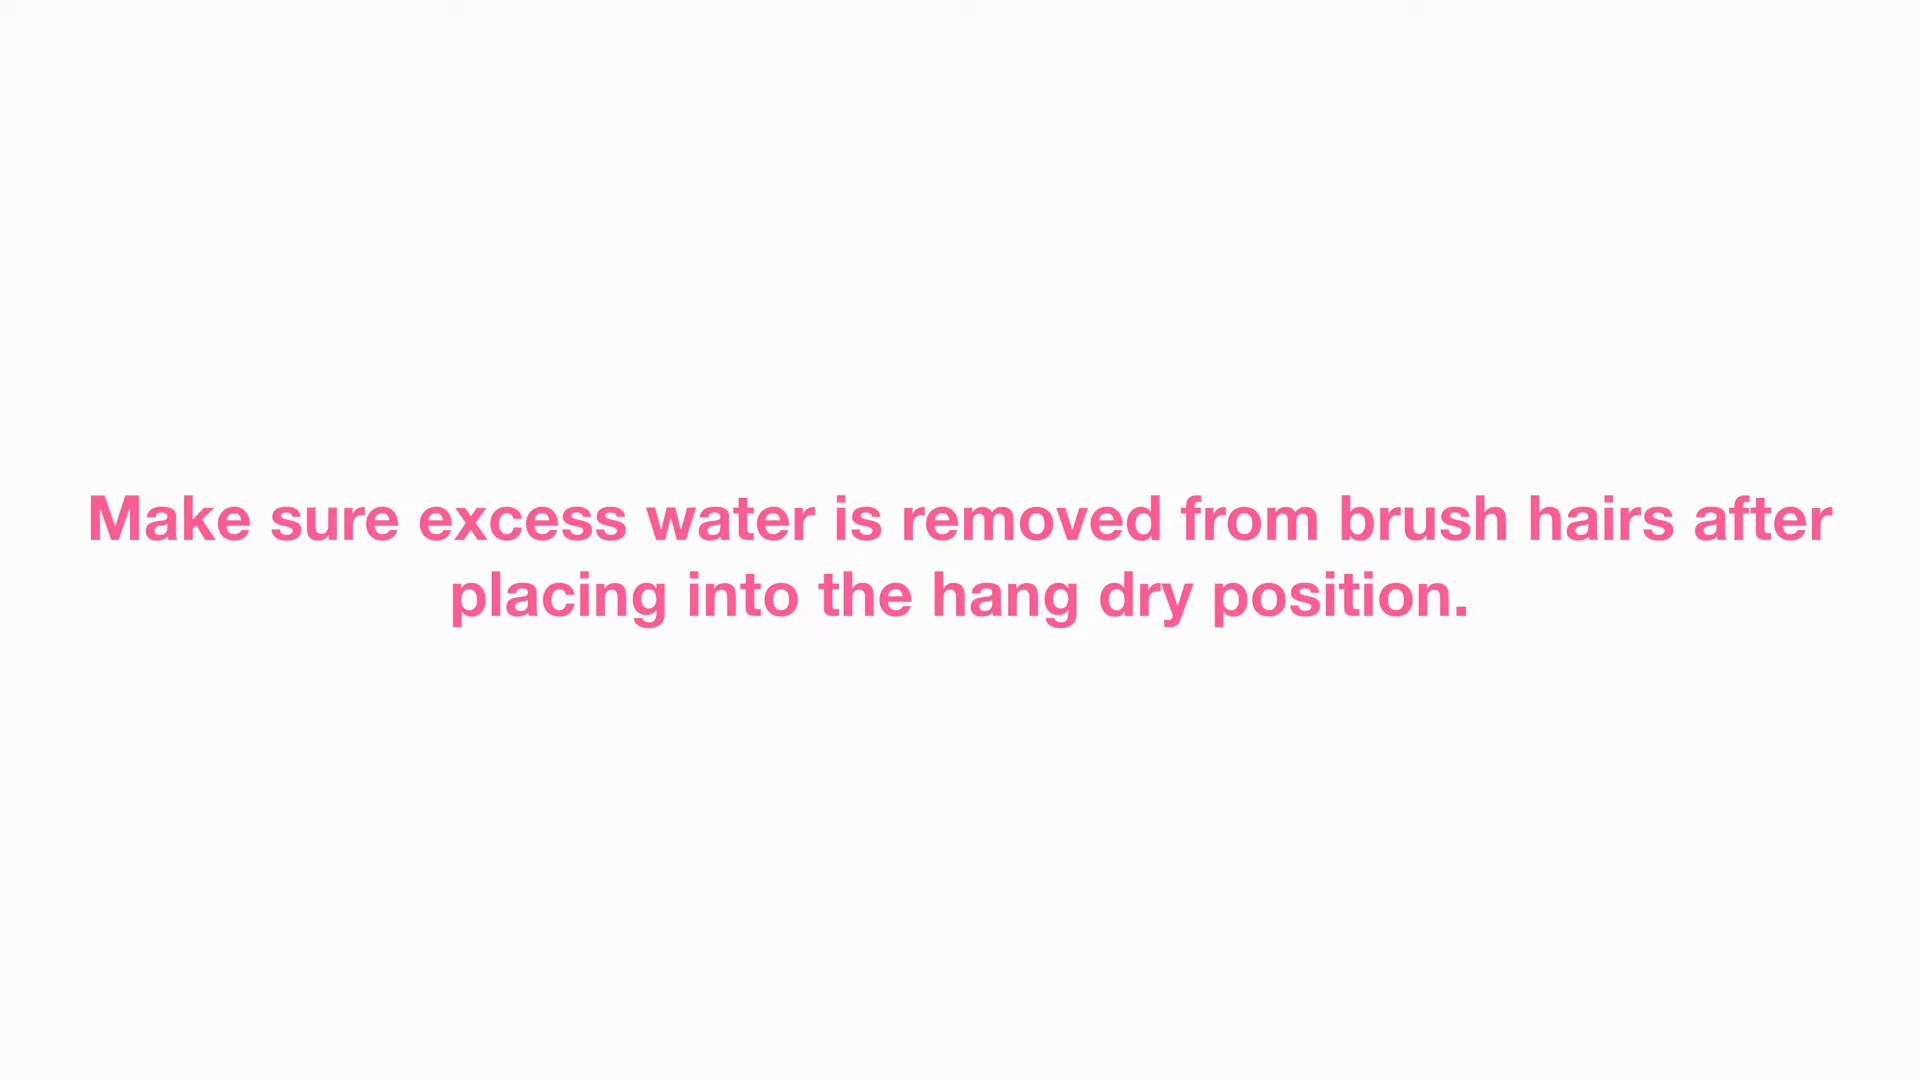 Make sure excess water is removed from brush hairs after
placing into the hang dry position.